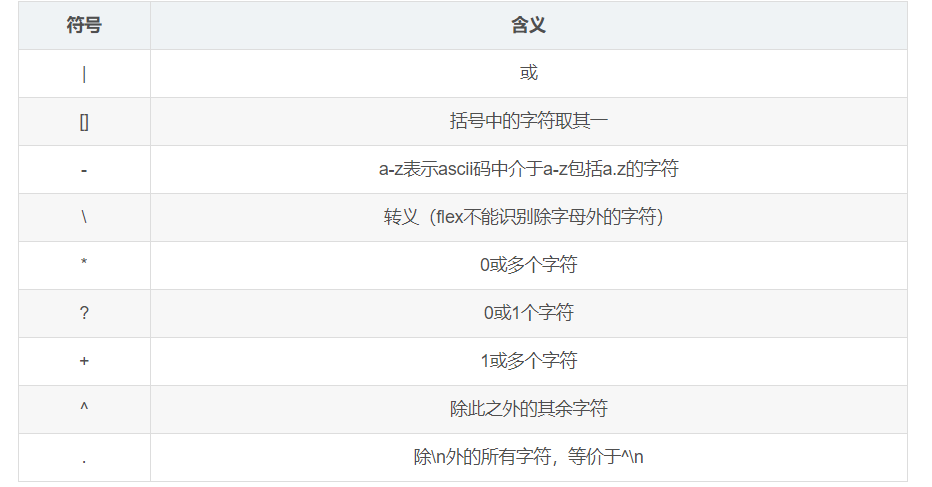 符号 含义
| 或
[] 括号中的字符取其一
- a-z表示ascii码中介于a-z包括a.z的字符
\ 转义（flex不能识别除字母外的字符）
* 0或多个字符
? 0或1个字符
+ 1或多个字符
^ 除此之外的其余字符
. 除\n外的所有字符，等价于^\n